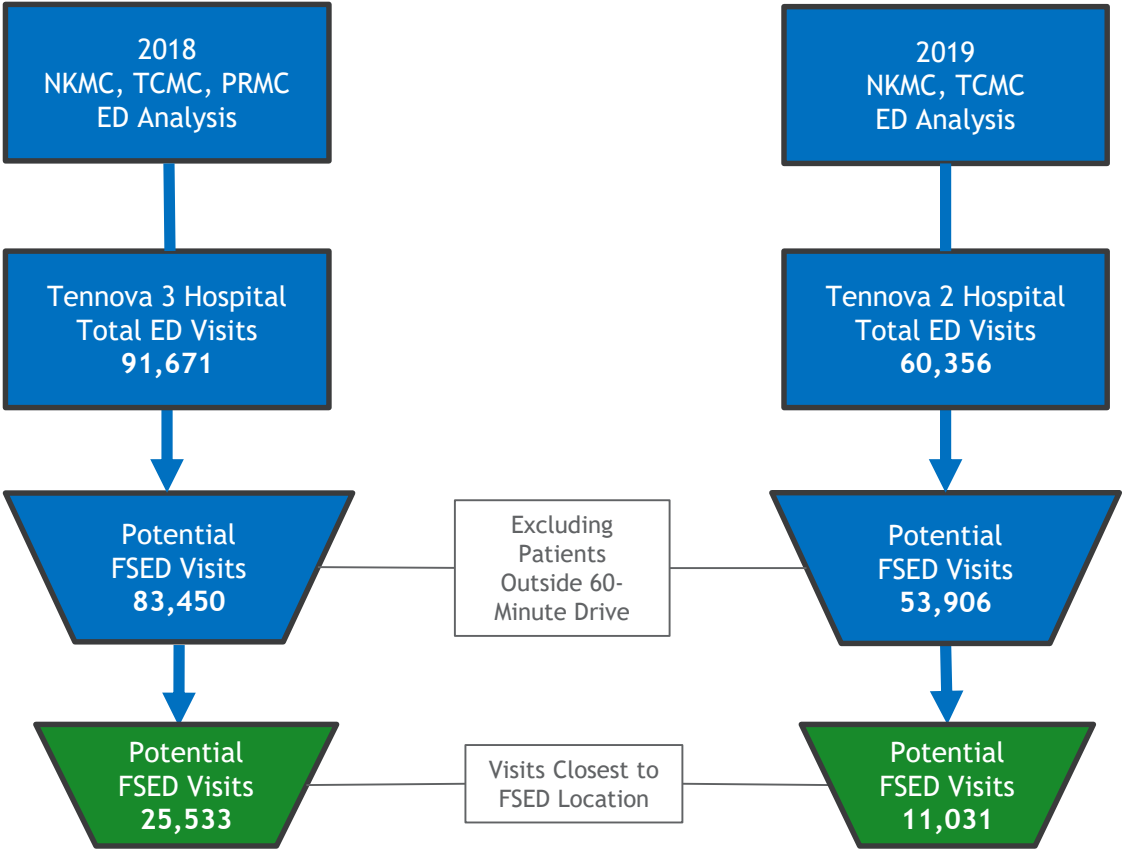 2018
NKMC, TCMC, PRMC
ED Analysis
2019
NKMC, TCMC
ED Analysis
Tennova 3 Hospital
Total ED Visits
91,671
Tennova 2 Hospital
Total ED Visits
60,356
Potential
FSED Visits
83,450
Excluding
Patients
Outside 60-
Minute Drive
Potential
FSED Visits
53,906
Potential
FSED Visits
25,533
Visits Closest to
FSED Location
Potential
FSED Visits
11,031